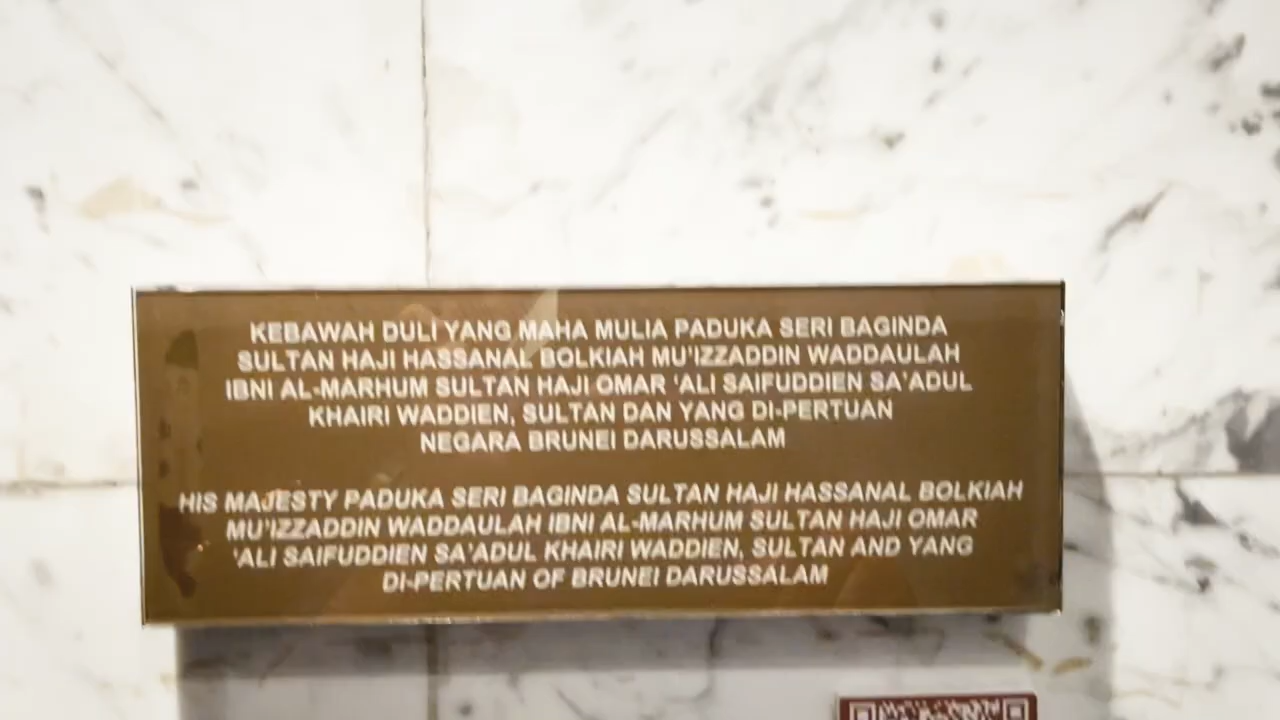 KEBAWAH DULI YANG MAHA MULIA PADUKA SERI BAGINDA
SULTAN HAJI HASSANAL BOLKIAH MU'IZZADDIN WADDAULAH
IBNI AL-MARHUM SULTAN HAJI OMAR 'ALI SAIFUDDIEN SA'ADUL
KHAIRI WADDIEN, SULTAN DAN YANG DI-PERTUAN
NEGARA BRUNEI DARUSSALAM
HIS MAJESTY PADUKA SERI BAGINDA SULTAN HAJI HASSANAL BOLKIAH
MU'IZZADDIN WADDAULAH IBNI AL-MARHUM SULTAN HAJI OMAR
'ALI SAIFUDDIEN SA'ADUL KHAIRI WADDIEN, SULTAN AND YANG
DI-PERTUAN OF BRUNEI DARUSSALAM